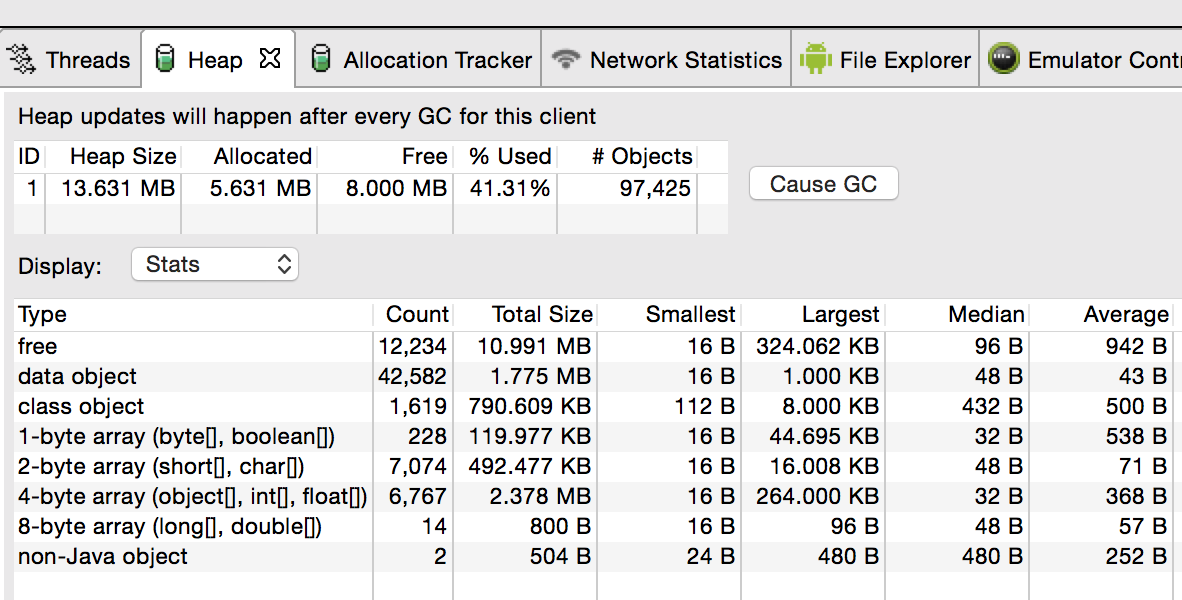 Threads Heap Allocation Tracker Network Statistics File Explorer Emulator Contr
Heap updates will happen after every GC for this client
ID Heap Size Allocated Free % Used # Objects
1 13.631 MB 5.631 MB 8.000 MB 41.31% 97,425
Cause GC
Display: Stats
Type Count Total Size Smallest Largest Median Average
free 12,234 10.991 MB 16 B 324.062 KB 96 B 942 B
data object 42,582 1.775 MB 16 B 1.000 KB 48 B 43 B
class object 1,619 790.609 KB 112 B 8.000 KB 432 B 500 B
1-byte array (byte[], boolean[]) 228 119.977 KB 16 B 44.695 KB 32 B 538 B
2-byte array (short[], char[]) 7,074 492.477 KB 16 B 16.008 KB 48 B 71 B
4-byte array (object[], int[], float[]) 6,767 2.378 MB 16 B 264.000 KB 32 B 368 B
8-byte array (long[], double[]) 14 800 B 16 B 96 B 48 B 57 B
non-Java object 2 504 B 24 B 480 B 480 B 252 B